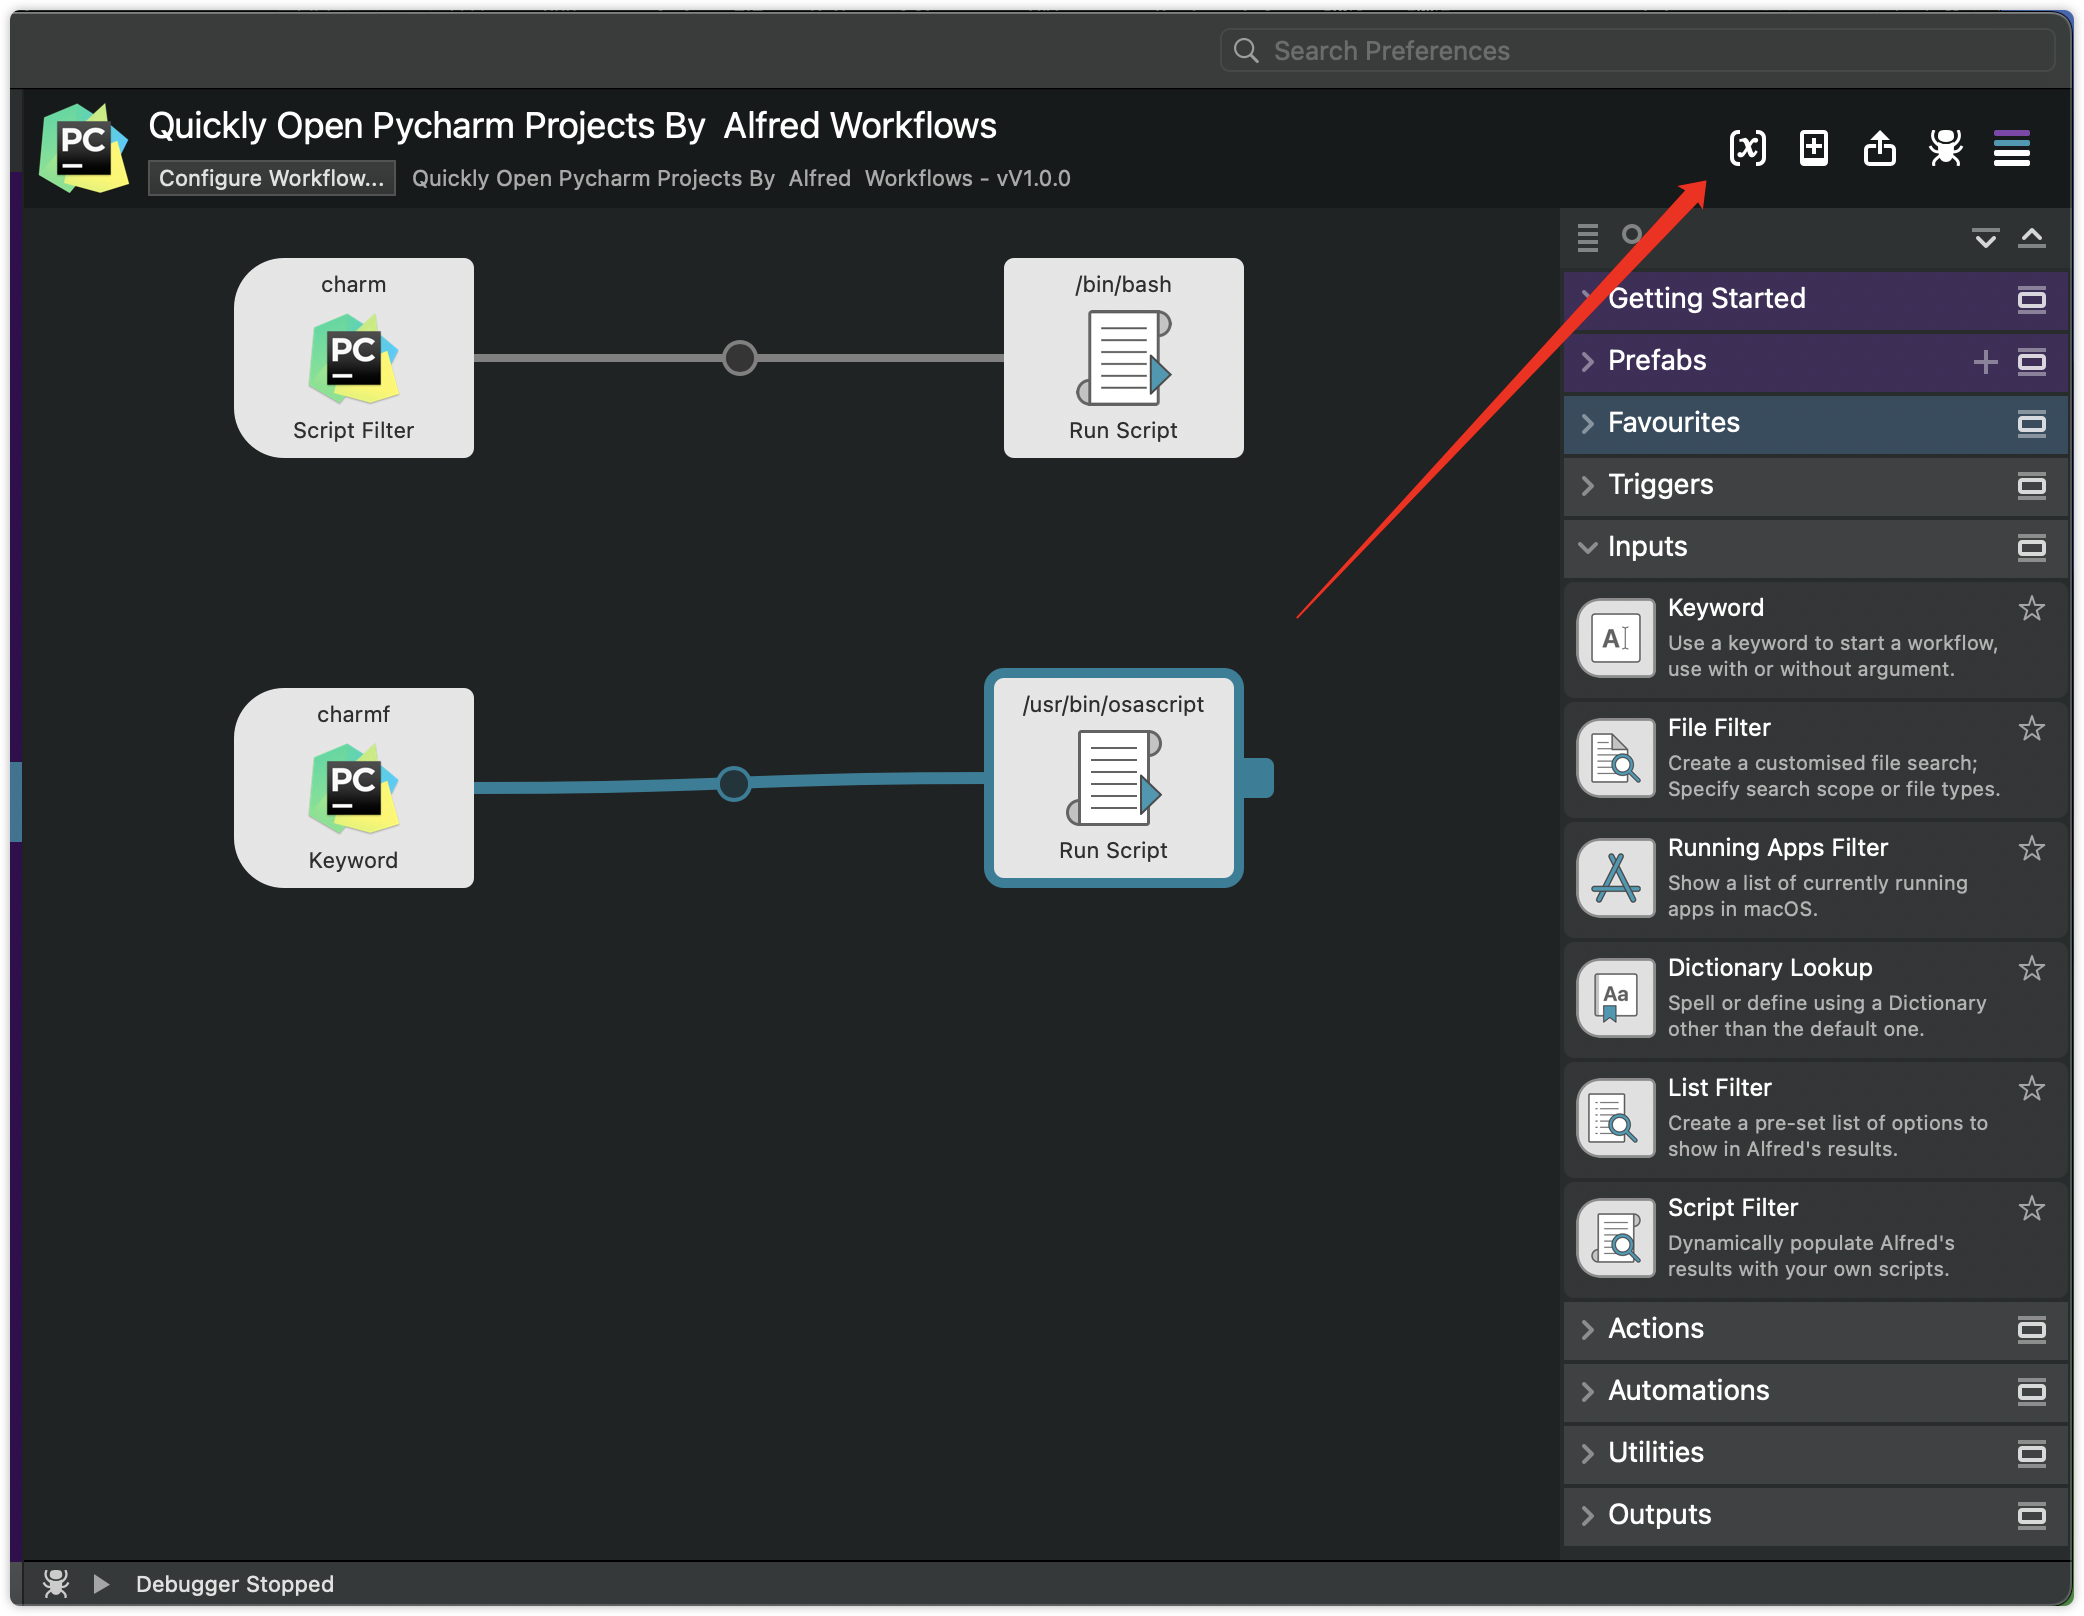 Search Preferences
Quickly Open Pycharm Projects By  Alfred Workflows
Configure Workflow...
Quickly Open Pycharm Projects By  Alfred  Workflows - vV1.0.0
charm
PC
Script Filter
/bin/bash
Run Script
charmf
PC
Keyword
/usr/bin/osascript
Run Script
PC
{x}
Getting Started
Prefabs
Favourites
Triggers
Inputs
A
Keyword
Use a keyword to start a workflow,
use with or without argument.
File Filter
Create a customised file search;
Specify search scope or file types.
Running Apps Filter
Show a list of currently running
apps in macOS.
Aa
Dictionary Lookup
Spell or define using a Dictionary
other than the default one.
List Filter
Create a pre-set list of options to
show in Alfred's results.
Script Filter
Dynamically populate Alfred's
results with your own scripts.
Actions
Automations
Utilities
Outputs
Debugger Stopped